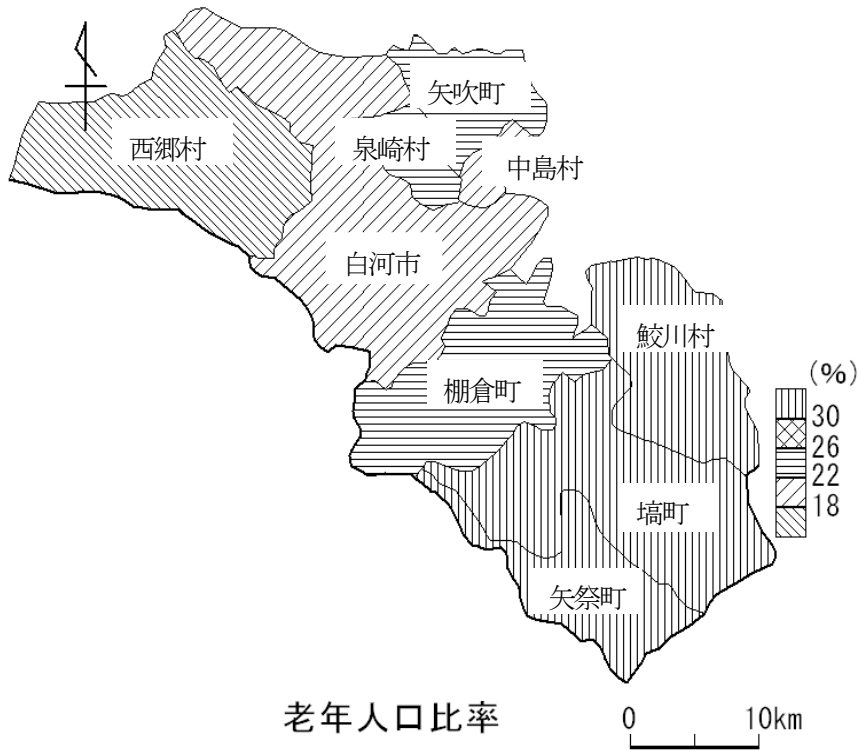 矢吹町
西郷村
泉崎村
中島村
白河市
鮫川村
棚倉町
(%)
30
26
22
18
塙町
矢祭町
老年人口比率
0 10km